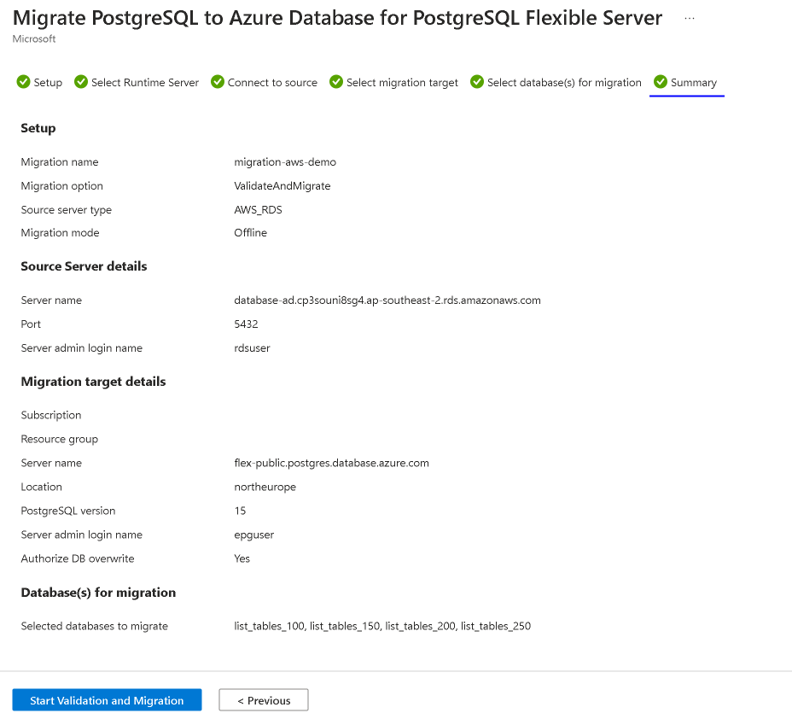 Migrate PostgreSQL to Azure Database for PostgreSQL Flexible Server ...
Microsoft
Setup Select Runtime Server Connect to source Select migration target Select database(s) for migration Summary
Setup
Migration name migration-aws-demo
Migration option ValidateAndMigrate
Source server type AWS_RDS
Migration mode Offline
Source Server details
Server name database-ad.cp3souni8sg4.ap-southeast-2.rds.amazonaws.com
Port 5432
Server admin login name rdsuser
Migration target details
Subscription
Resource group
Server name flex-public.postgres.database.azure.com
Location northeurope
PostgreSQL version 15
Server admin login name epguser
Authorize DB overwrite Yes
Database(s) for migration
Selected databases to migrate list_tables_100, list_tables_150, list_tables_200, list_tables_250
Start Validation and Migration < Previous